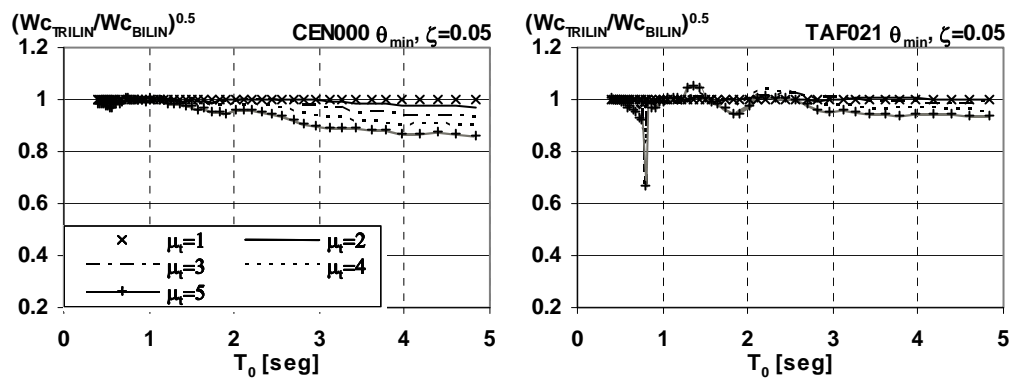 (Wc_TRILIN/Wc_BILIN)^0.5 CEN000 θ_min, ζ=0.05
1.2
1
0.8
0.6
0.4
0.2
μ_t=1 μ_t=2
μ_t=3 μ_t=4
μ_t=5
0 1 2 3 4 5
T_0 [seg]
(Wc_TRILIN/Wc_BILIN)^0.5 TAF021 θ_min, ζ=0.05
1.2
1
0.8
0.6
0.4
0.2
0 1 2 3 4 5
T_0 [seg]